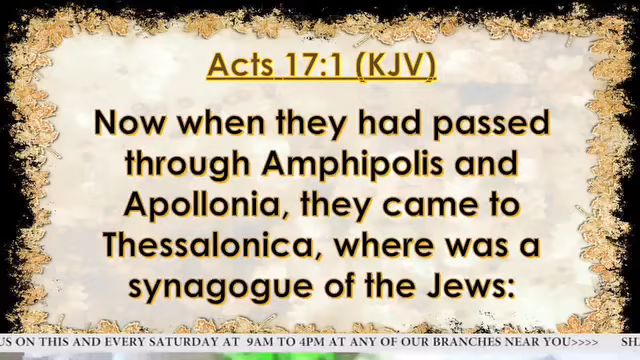 Acts 17:1 (KJV)
Now when they had passed
through Amphipolis and
Apollonia, they came to
Thessalonica, where was a
synagogue of the Jews:
US ON THIS AND EVERY SATURDAY AT 9AM TO 4PM AT ANY OF OUR BRANCHES NEAR YOU>>>> SH